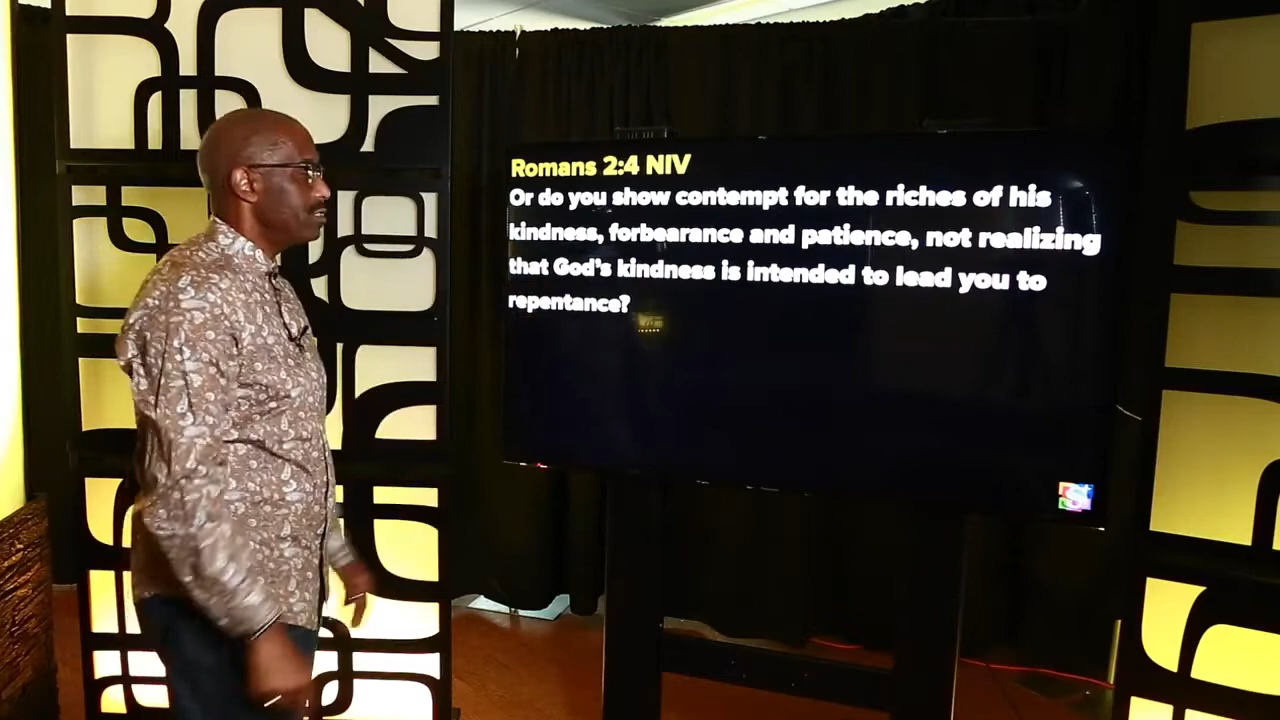 Romans 2:4 NIV
Or do you show contempt for the riches of his
kindness, forbearance and patience, not realizing
that God's kindness is intended to lead you to
repentance?
S